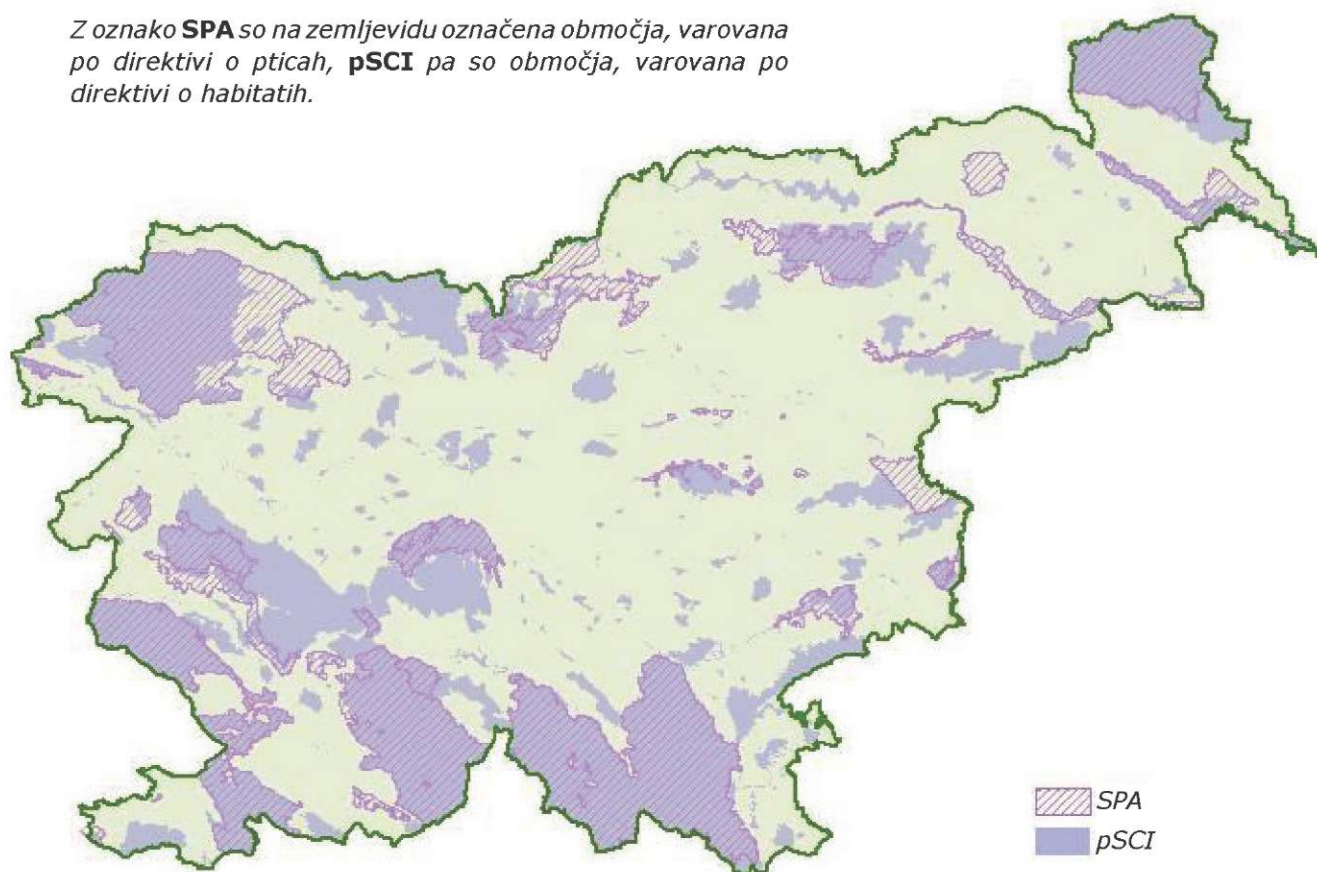 Z oznako SPA so na zemljevidu označena območja, varovana
po direktivi o pticah, pSCI pa so območja, varovana po
direktivi o habitatih.
SPA
pSCI